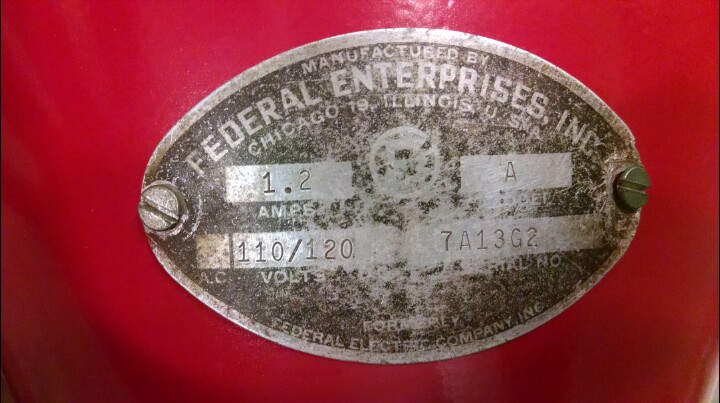 MANUFACTURED BY
FEDERAL ENTERPRISES, INC.
CHICAGO 19, ILLINOIS, U S A
1.2 A
AMPS
110/120 7A13G2
A.C VOLT
FORMERLY
FEDERAL ELECTRIC COMPANY, INC.